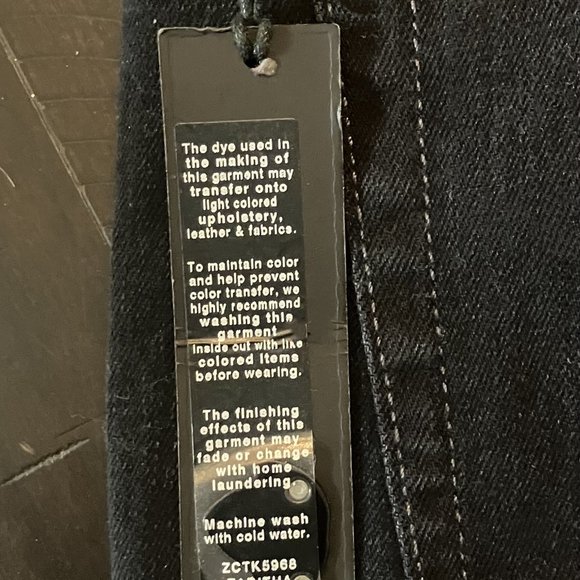 The dye used in
the making of
this garment may
transfer onto
light colored
upholstery,
leather & fabrics.
To maintain color
and help prevent
color transfer, we
highly recommend
washing this
garment
inside out with like
colored items
before wearing.
The finishing
effects of this
garment may
fade or change
with home
laundering.
Machine wash
with cold water.
ZCTK5968